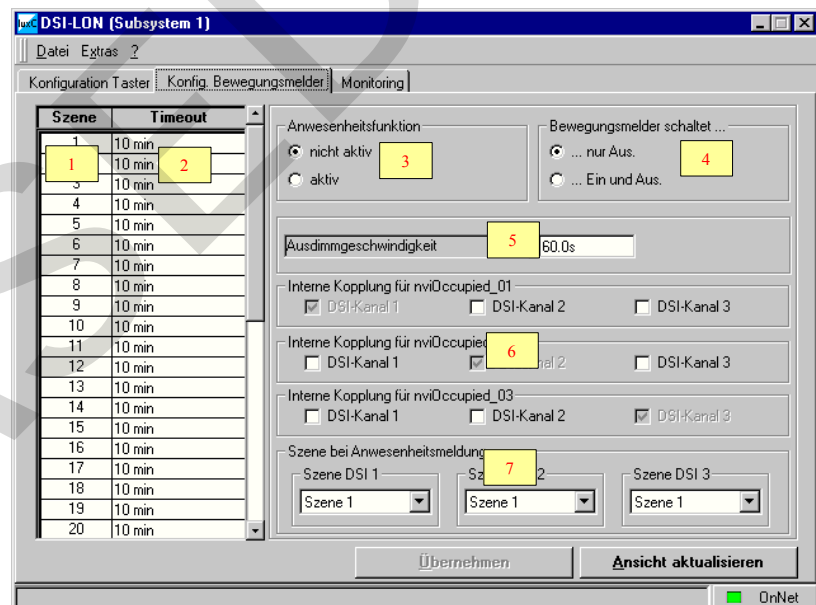 luxC DSI-LON (Subsystem 1)
Datei Extras ?
Konfiguration Taster Konfig. Bewegungsmelder Monitoring
Szene Timeout
1 10 min
10 min
3 10 min
4 10 min
5 10 min
6 10 min
7 10 min
8 10 min
9 10 min
10 10 min
11 10 min
12 10 min
13 10 min
14 10 min
15 10 min
16 10 min
17 10 min
18 10 min
19 10 min
20 10 min
1
2
Anwesenheitsfunktion
nicht aktiv
aktiv
3
Bewegungsmelder schaltet ...
... nur Aus.
... Ein und Aus.
4
Ausdimmgeschwindigkeit 60.0s
5
Interne Kopplung für nviOccupied_01
DSI-Kanal 1 DSI-Kanal 2 DSI-Kanal 3
Interne Kopplung für nviOccupied
DSI-Kanal 1 nal 2 DSI-Kanal 3
6
Interne Kopplung für nviOccupied_03
DSI-Kanal 1 DSI-Kanal 2 DSI-Kanal 3
Szene bei Anwesenheitsmeldung
Szene DSI 1 Sz 2 Szene DSI 3
7
Szene 1 Szene 1 Szene 1
Übernehmen Ansicht aktualisieren
OnNet